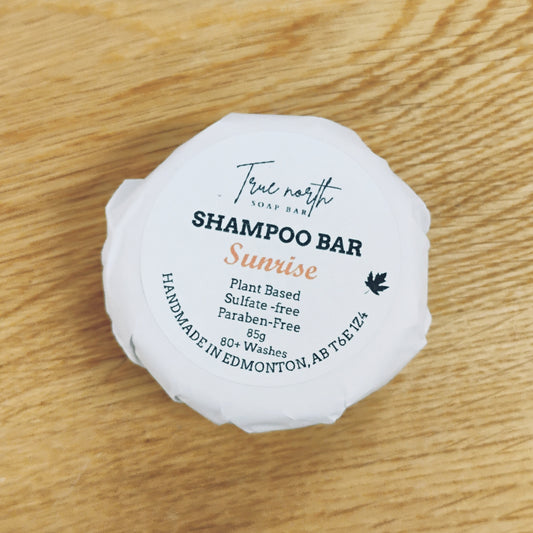 True north
SOAP BAR
SHAMPOO BAR
Sunrise
Plant Based
Sulfate -free
Paraben-Free
85g
80+ Washes
HANDMADE IN EDMONTON, AB T6E 1Z4